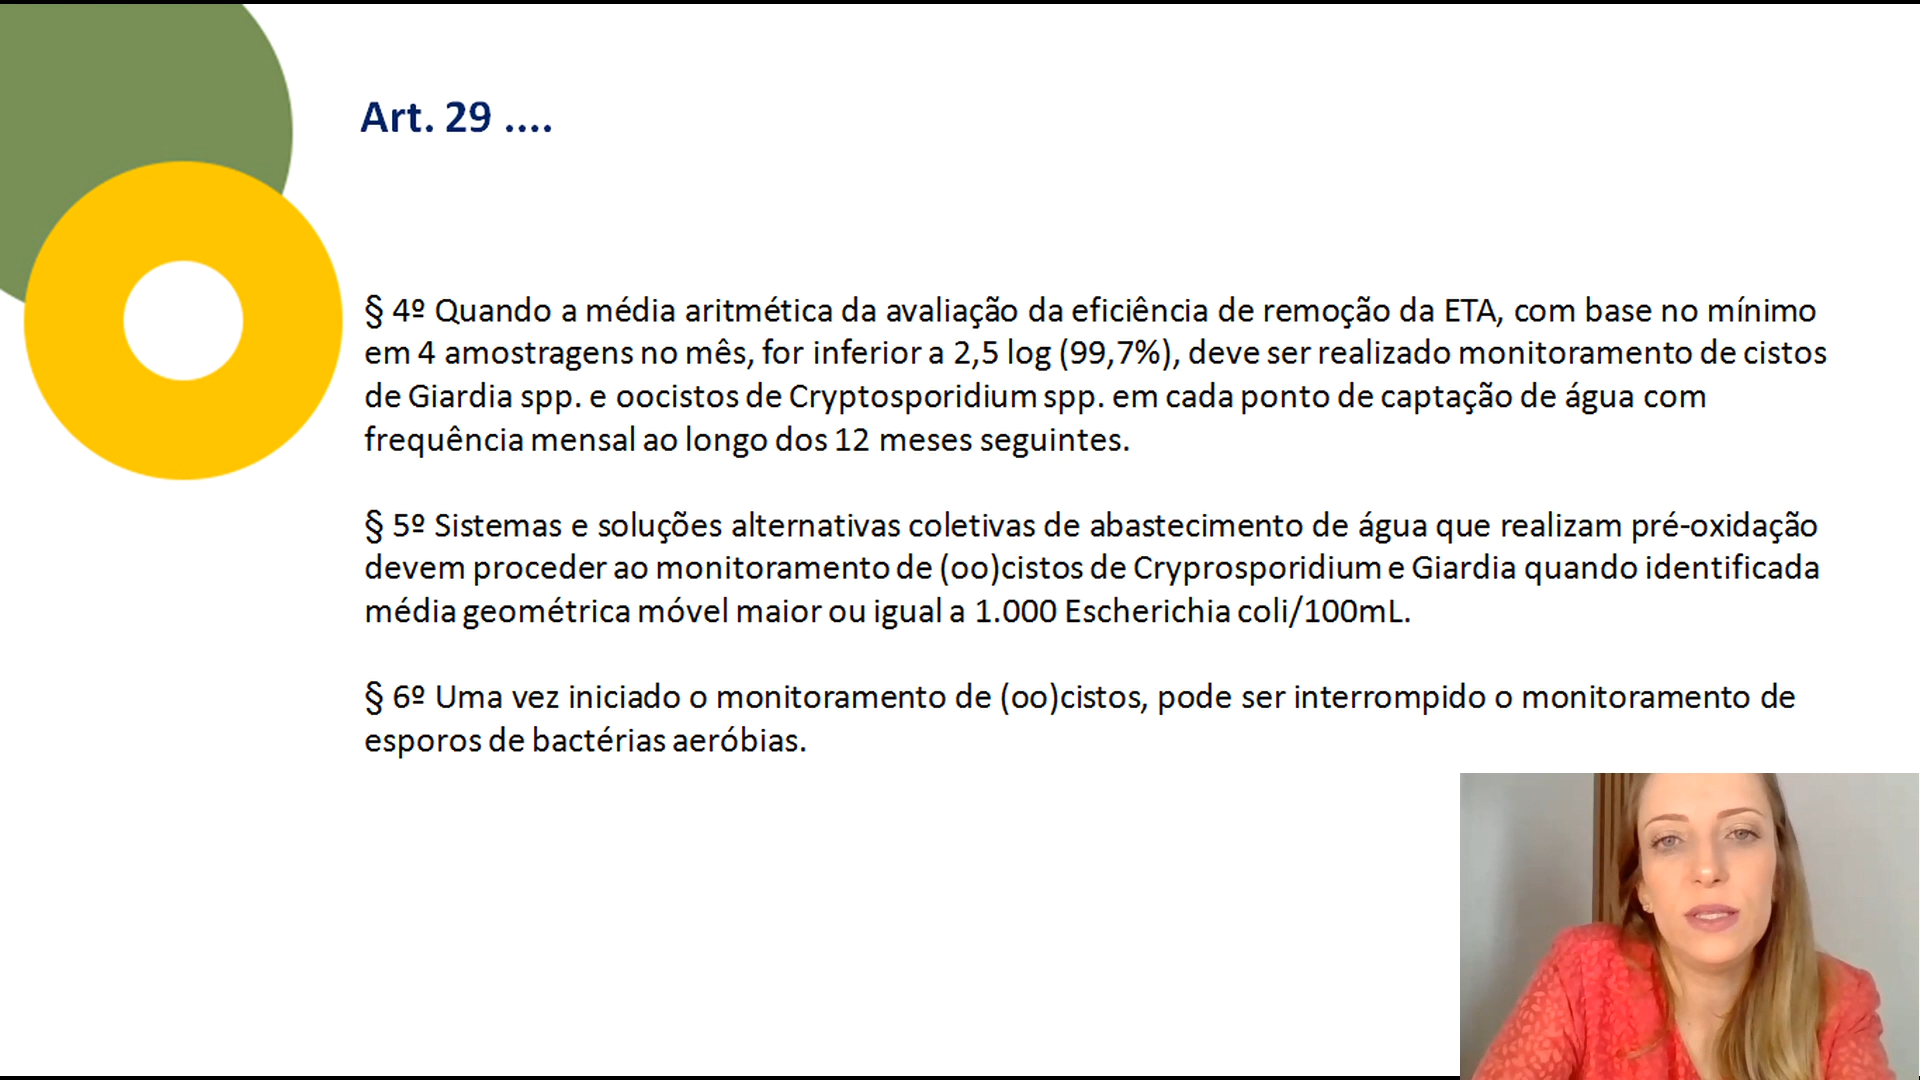 Art. 29 ....
§ 4º Quando a média aritmética da avaliação da eficiência de remoção da ETA, com base no mínimo
em 4 amostragens no mês, for inferior a 2,5 log (99,7%), deve ser realizado monitoramento de cistos
de Giardia spp. e oocistos de Cryptosporidium spp. em cada ponto de captação de água com
frequência mensal ao longo dos 12 meses seguintes.
§ 5º Sistemas e soluções alternativas coletivas de abastecimento de água que realizam pré-oxidação
devem proceder ao monitoramento de (oo)cistos de Cryprosporidium e Giardia quando identificada
média geométrica móvel maior ou igual a 1.000 Escherichia coli/100mL.
§ 6º Uma vez iniciado o monitoramento de (oo)cistos, pode ser interrompido o monitoramento de
esporos de bactérias aeróbias.